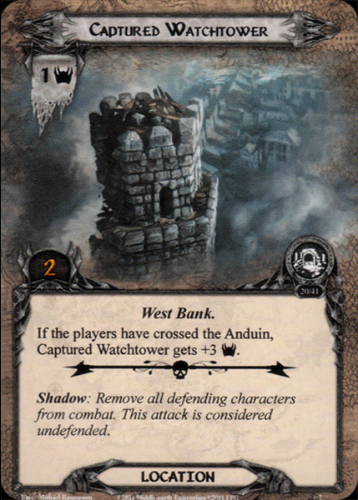 CAPTURED WATCHTOWER
1
2
20/41
West Bank.
If the players have crossed the Anduin,
Captured Watchtower gets +3
Shadow: Remove all defending characters
from combat. This attack is considered
undefended.
LOCATION